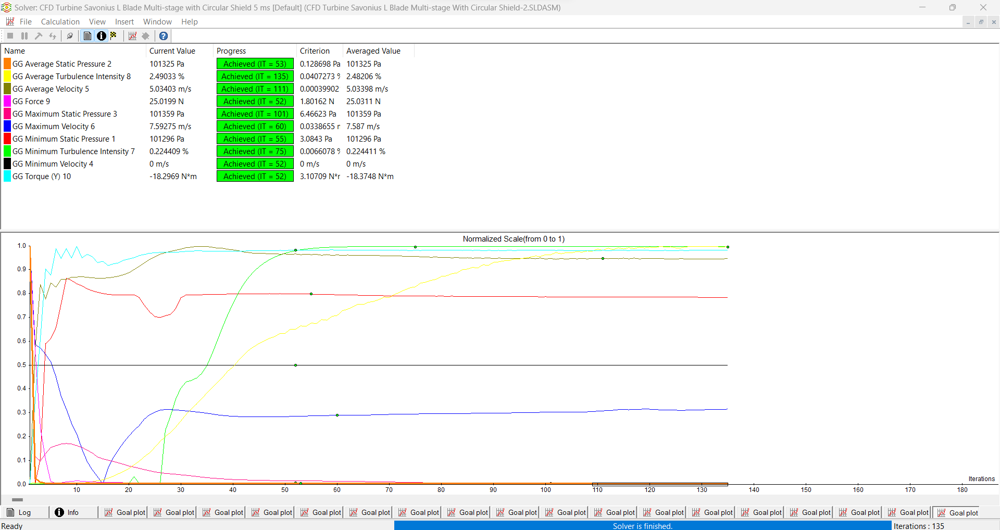 Solver: CFD Turbine Savonius L Blade Multi-stage with Circular Shield 5 ms [Default] (CFD Turbine Savonius L Blade Multi-stage With Circular Shield-2.SLDASM)
File Calculation View Insert Window Help
Name Current Value Progress Criterion Averaged Value
GG Average Static Pressure 2 101325 Pa Achieved (IT = 53) 0.128698 Pa 101325 Pa
GG Average Turbulence Intensity 8 2.49033 % Achieved (IT = 135) 0.0407273 % 2.48206 %
GG Average Velocity 5 5.03403 m/s Achieved (IT = 111) 0.00039902 5.03398 m/s
GG Force 9 25.0199 N Achieved (IT = 52) 1.80162 N 25.0311 N
GG Maximum Static Pressure 3 101359 Pa Achieved (IT = 101) 6.46623 Pa 101359 Pa
GG Maximum Velocity 6 7.59275 m/s Achieved (IT = 60) 0.0338655 r 7.587 m/s
GG Minimum Static Pressure 1 101296 Pa Achieved (IT = 55) 3.0843 Pa 101296 Pa
GG Minimum Turbulence Intensity 7 0.224409 % Achieved (IT = 75) 0.0066078 % 0.224411 %
GG Minimum Velocity 4 0 m/s Achieved (IT = 52) 0 m/s 0 m/s
GG Torque (Y) 10 -18.2969 N*m Achieved (IT = 52) 3.10709 N*r -18.3748 N*m
Normalized Scale(from 0 to 1)
1.0
0.9
0.8
0.7
0.6
0.5
0.4
0.3
0.2
0.1
0.0
Iterations
10 20 30 40 50 60 70 80 90 100 110 120 130 140 150 160 170 180
Log Info Goal plot Goal plot Goal plot Goal plot Goal plot Goal plot Goal plot Goal plot Goal plot Goal plot Goal plot Goal plot Goal plot Goal plot Goal plot Goal plot Goal plot Goal plot
Ready Solver is finished. Iterations : 135